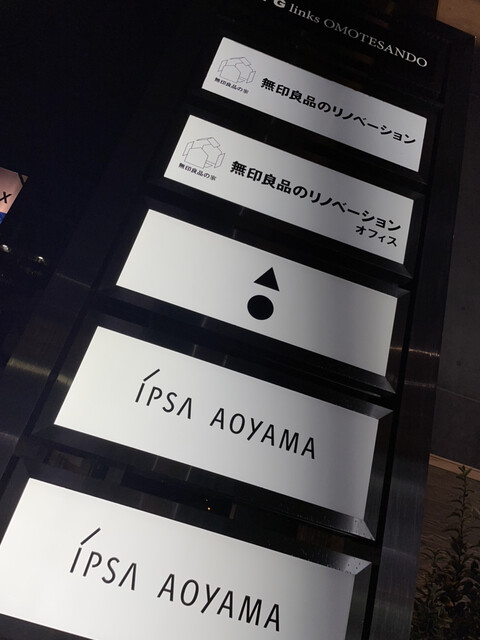 G links OMOTESANDO
無印良品の家
無印良品のリノベーション
無印良品の家
無印良品のリノベーション
オフィス
IPSA AOYAMA
IPSA AOYAMA
X